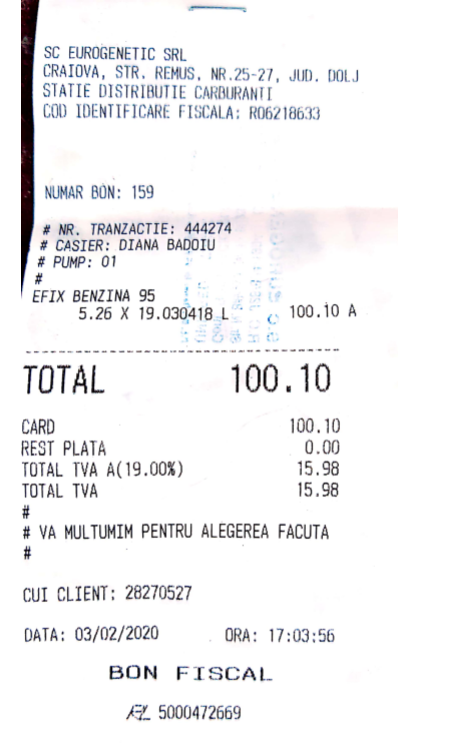 SC EUROGENETIC SRL
CRAIOVA, STR. REMUS, NR.25-27, JUD. DOLJ
STATIE DISTRIBUTIE CARBURANTI
COD IDENTIFICARE FISCALA: RO6218633
NUMAR BON: 159
# NR. TRANZACTIE: 444274
# CASIER: DIANA BADOIU
# PUMP: 01
#
EFIX BENZINA 95
5.26 X 19.030418 L 100.10 A
TOTAL 100.10
CARD 100.10
REST PLATA 0.00
TOTAL TVA A(19.00%) 15.98
TOTAL TVA 15.98
#
# VA MULTUMIM PENTRU ALEGEREA FACUTA
#
CUI CLIENT: 28270527
DATA: 03/02/2020 ORA: 17:03:56
BON FISCAL
5000472669